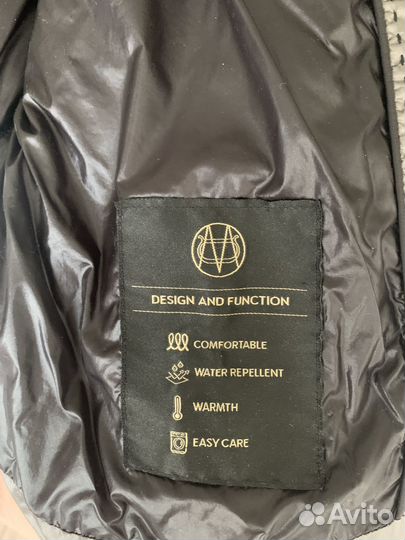 DESIGN AND FUNCTION
COMFORTABLE
WATER REPELLENT
WARMTH
EASY CARE
Avito